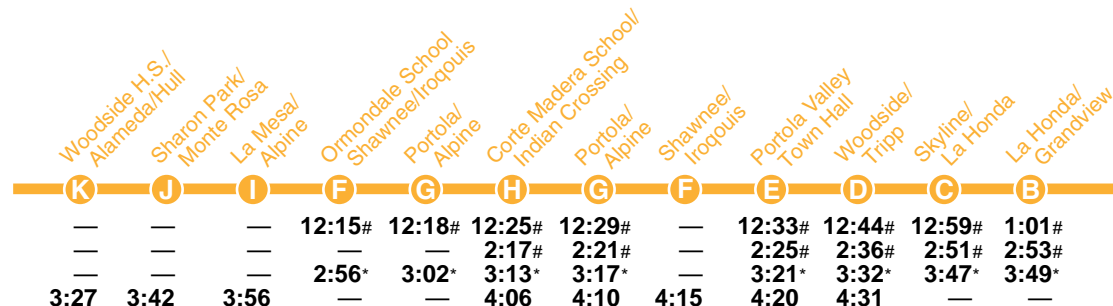 Woodside H.S./
Alameda/Hull
Sharon Park/
Monte Rosa
La Mesa/
Alpine
Ormondale School
Shawnee/Iroqouis
Portola/
Alpine
Corte Madera School/
Indian Crossing
Portola/
Alpine
Shawnee/
Iroqouis
Portola Valley
Town Hall
Woodside/
Tripp
Skyline/
La Honda
La Honda/
Grandview
K J I F G H G F E D C B
— — — 12:15# 12:18# 12:25# 12:29# — 12:33# 12:44# 12:59# 1:01#
— — — — — 2:17# 2:21# — 2:25# 2:36# 2:51# 2:53#
— — — 2:56* 3:02* 3:13* 3:17* — 3:21* 3:32* 3:47* 3:49*
3:27 3:42 3:56 — — 4:06 4:10 4:15 4:20 4:31 — —